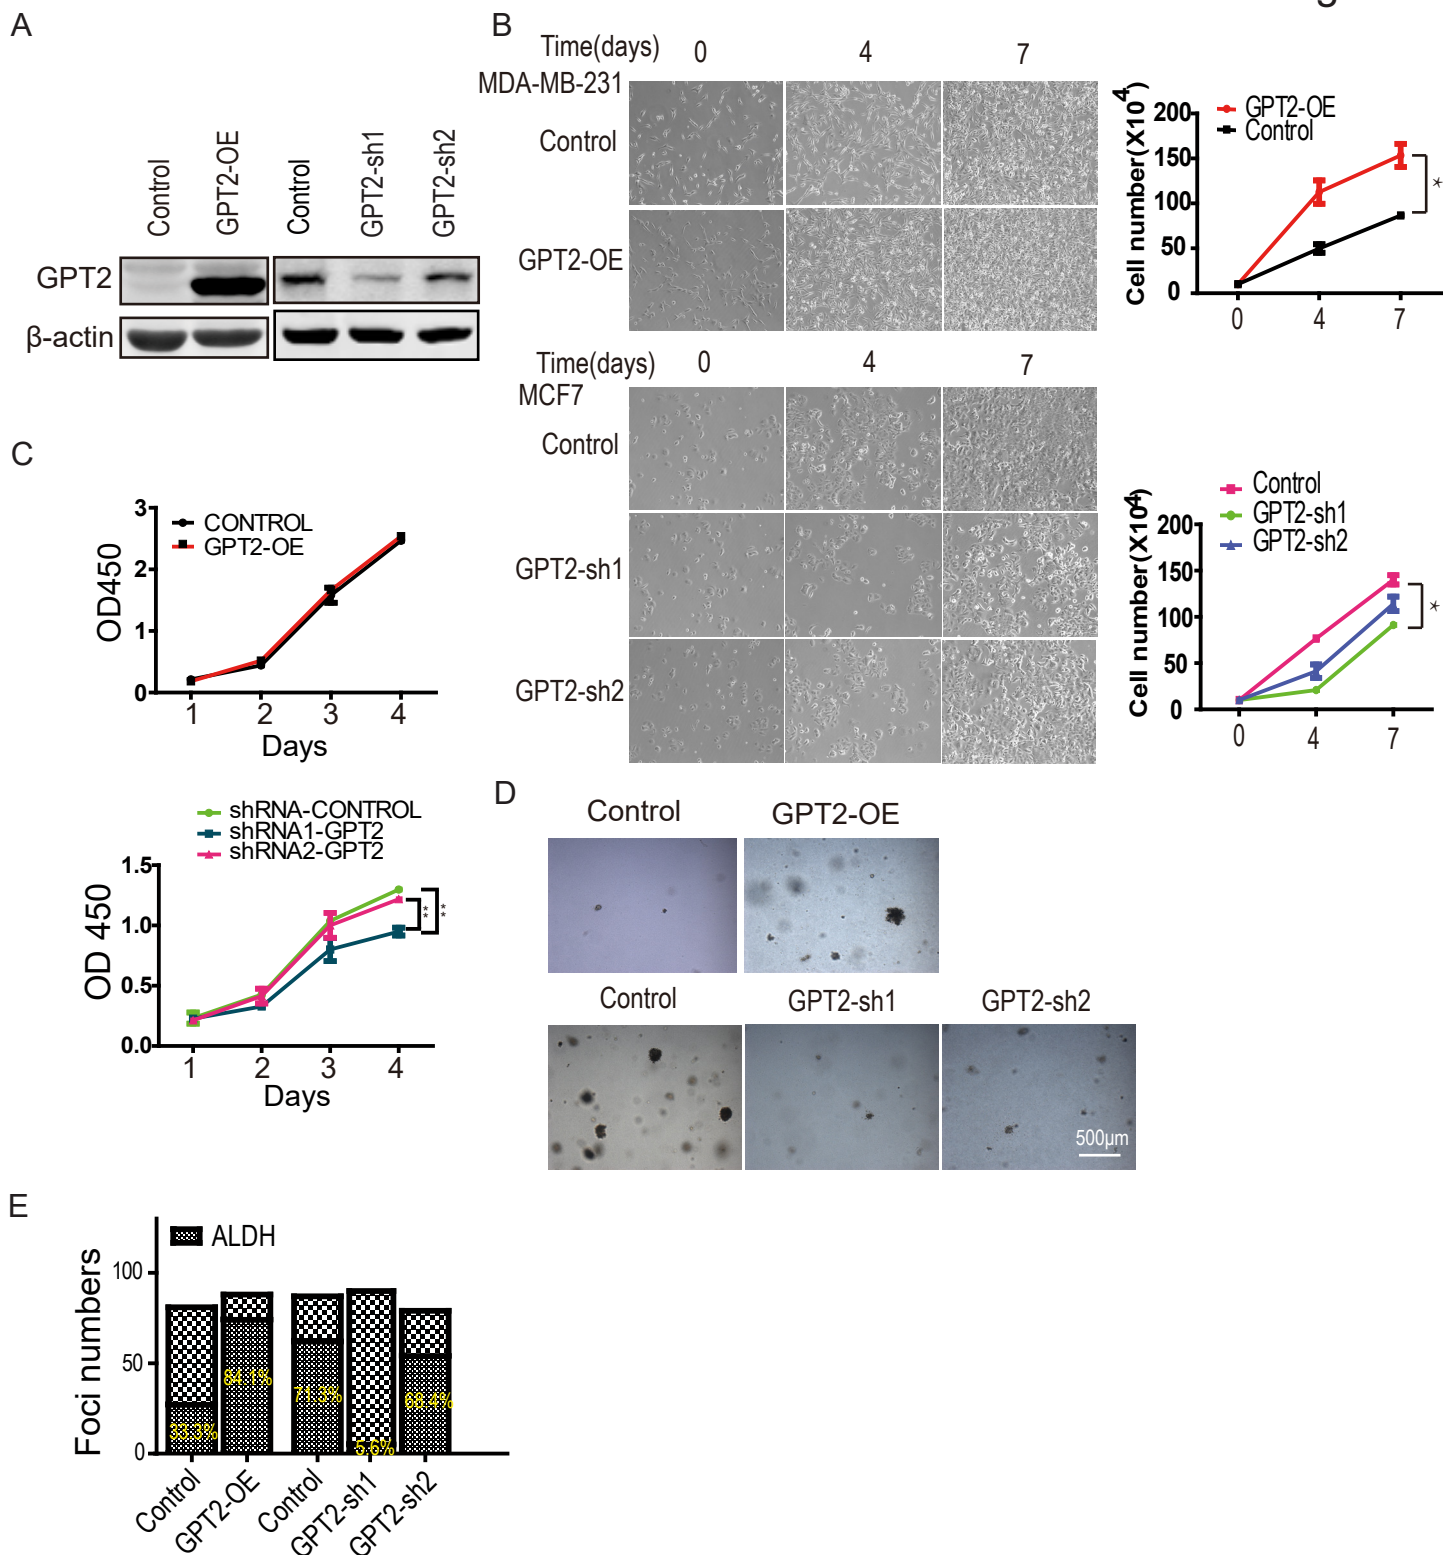 g
A
Control
GPT2-OE
Control
GPT2-sh1
GPT2-sh2
GPT2
β-actin
B
Time(days) 0 4 7
MDA-MB-231
Control
GPT2-OE
Cell number(X10⁴)
200
150
100
50
0
GPT2-OE
Control
*
0 4 7
Time(days) 0 4 7
MCF7
Control
GPT2-sh1
GPT2-sh2
Control
GPT2-sh1
GPT2-sh2
Cell number(X10⁴)
200
150
100
50
0
*
0 4 7
C
OD450
3
2
1
0
CONTROL
GPT2-OE
1 2 3 4
Days
shRNA-CONTROL
shRNA1-GPT2
shRNA2-GPT2
OD 450
1.5
1.0
0.5
0.0
**
**
1 2 3 4
Days
D
Control GPT2-OE
Control GPT2-sh1 GPT2-sh2
500μm
E
Foci numbers
ALDH
100
50
0
33.3%
84.1%
71.3%
5.6%
68.4%
Control
GPT2-OE
Control
GPT2-sh1
GPT2-sh2